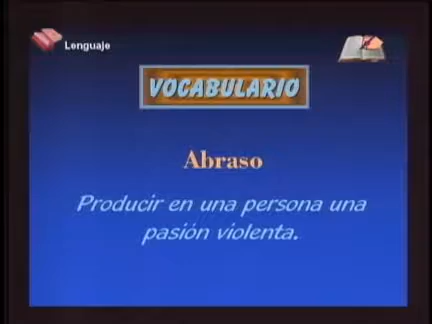 Lenguaje
VOCABULARIO
Abraso
Producir en una persona una
pasión violenta.